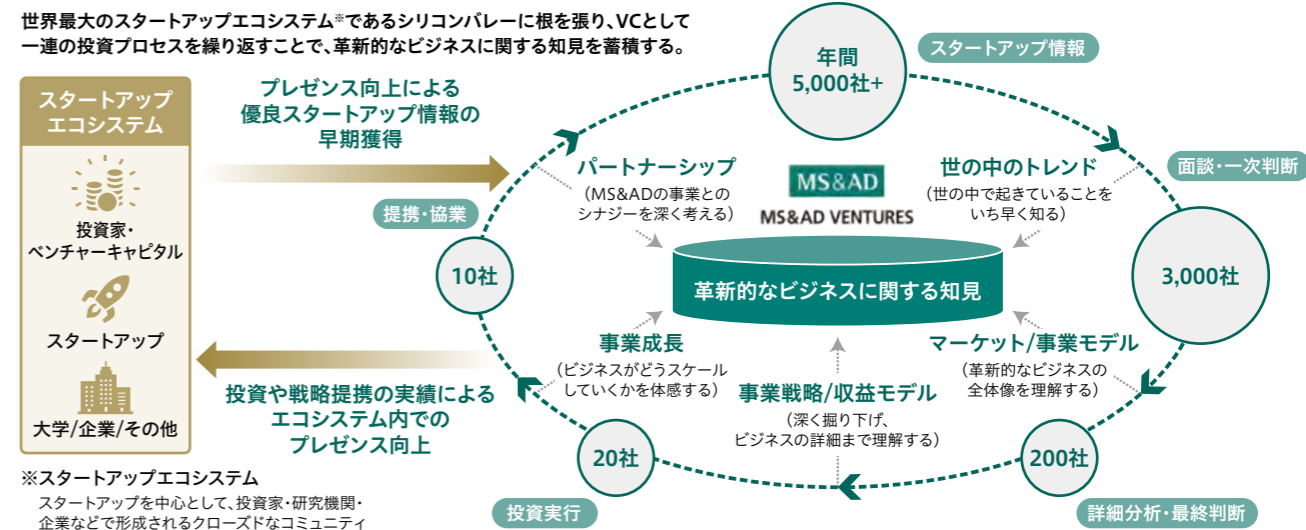 世界最大のスタートアップエコシステム※であるシリコンバレーに根を張り、VCとして
一連の投資プロセスを繰り返すことで、革新的なビジネスに関する知見を蓄積する。
スタートアップ
エコシステム
投資家・
ベンチャーキャピタル
スタートアップ
大学/企業/その他
プレゼンス向上による
優良スタートアップ情報の
早期獲得
投資や戦略提携の実績による
エコシステム内での
プレゼンス向上
年間
5,000社+
スタートアップ情報
面談・一次判断
3,000社
200社
詳細分析・最終判断
20社
投資実行
10社
提携・協業
パートナーシップ
(MS&ADの事業との
シナジーを深く考える)
MS&AD
MS&AD VENTURES
世の中のトレンド
(世の中で起きていることを
いち早く知る)
革新的なビジネスに関する知見
事業成長
(ビジネスがどうスケール
していくかを体感する)
事業戦略/収益モデル
(深く掘り下げ、
ビジネスの詳細まで理解する)
マーケット/事業モデル
(革新的なビジネスの
全体像を理解する)
※スタートアップエコシステム
スタートアップを中心として、投資家・研究機関・
企業などで形成されるクローズドなコミュニティ